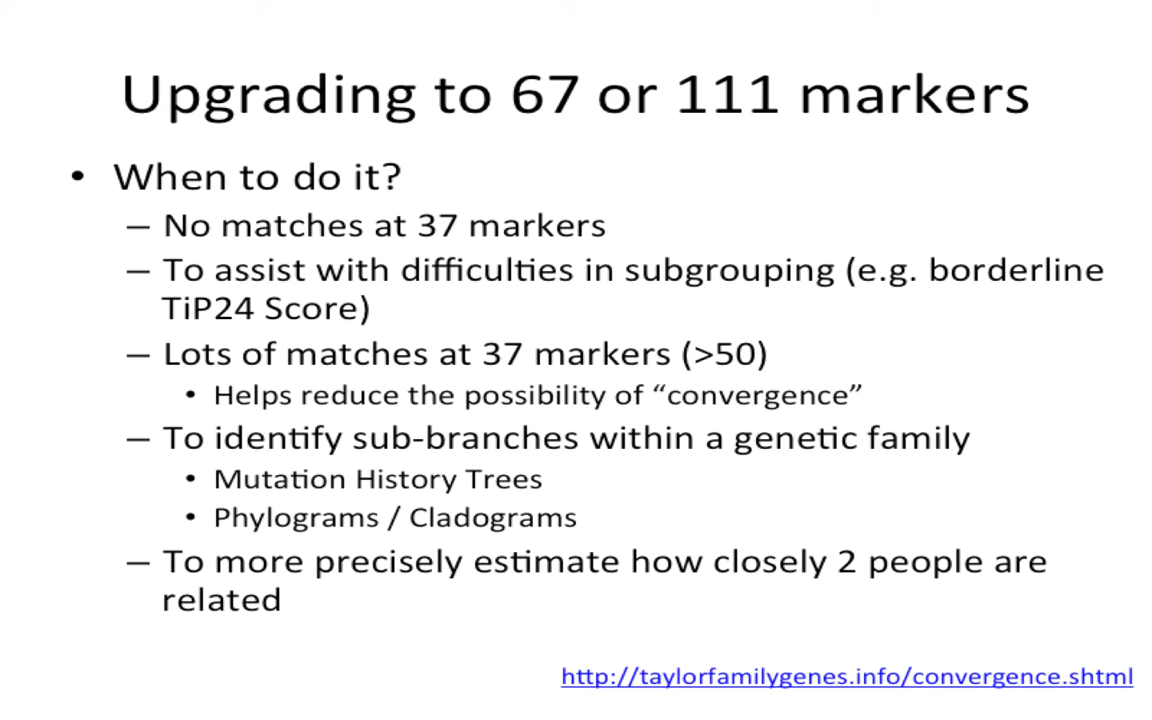 Upgrading to 67 or 111 markers
• When to do it?
– No matches at 37 markers
– To assist with difficulties in subgrouping (e.g. borderline
TiP24 Score)
– Lots of matches at 37 markers (>50)
• Helps reduce the possibility of “convergence”
– To identify sub-branches within a genetic family
• Mutation History Trees
• Phylograms / Cladograms
– To more precisely estimate how closely 2 people are
related
http://taylorfamilygenes.info/convergence.shtml